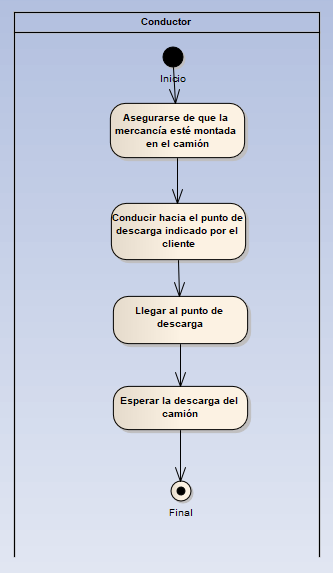 Conductor
Inicio
Asegurarse de que la
mercancía esté montada
en el camión
Conducir hacia el punto de
descarga indicado por el
cliente
Llegar al punto de
descarga
Esperar la descarga del
camión
Final